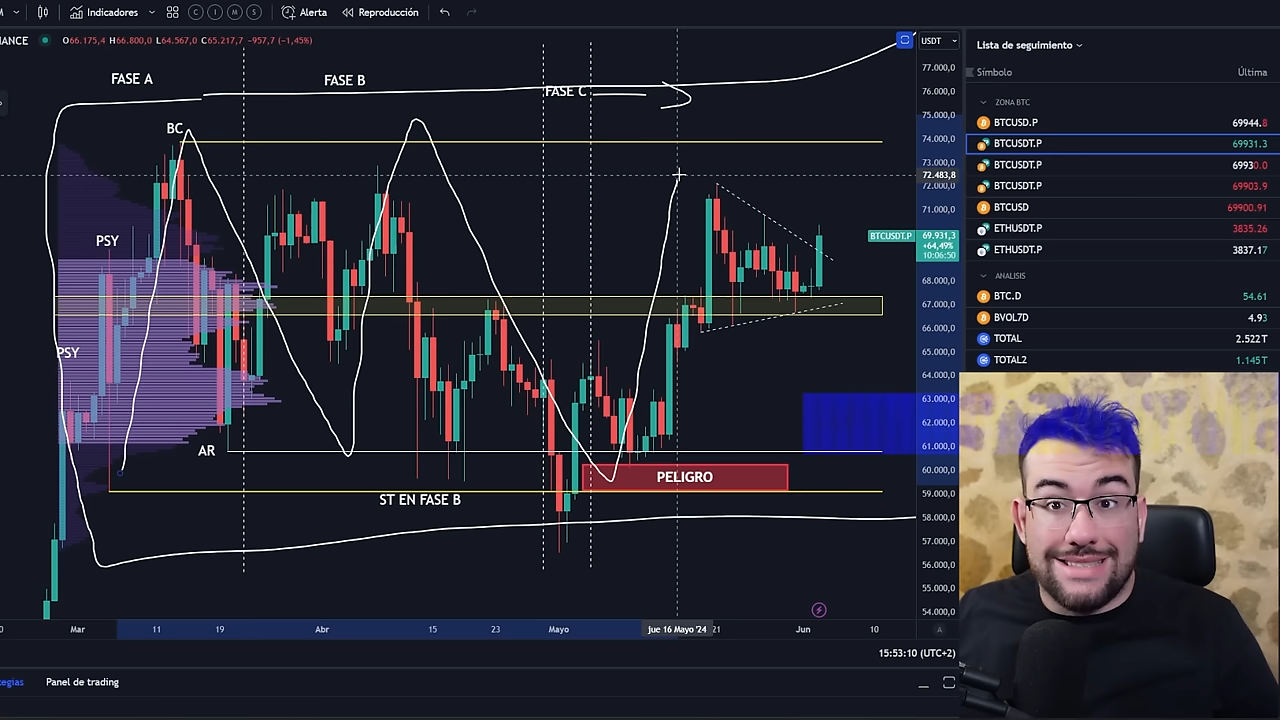 M Indicadores C I M S Alerta Reproducción
NANCE O66.175,4 H66.800,0 L64.567,0 C65.217,7 -957,7 (-1,45%)
USDT
FASE A
FASE B
FASE C
BC
PSY
PSY
AR
ST EN FASE B
PELIGRO
77.000,0
76.000,0
75.000,0
74.000,0
73.000,0
72.483,8
72.000,0
71.000,0
BTCUSDT.P 69.931,3
+64,49%
10:06:50
68.000,0
67.000,0
66.000,0
65.000,0
64.000,0
63.000,0
62.000,0
61.000,0
60.000,0
59.000,0
58.000,0
57.000,0
56.000,0
55.000,0
54.000,0
Mar 11 19 Abr 15 23 Mayo jue 16 Mayo '24 21 Jun 10 A
15:53:10 (UTC+2)
tegias Panel de trading
Lista de seguimiento
Símbolo Última
ZONA BTC
BTCUSD.P 69944.8
BTCUSDT.P 69931.3
BTCUSDT.P 69930.0
BTCUSDT.P 69903.9
BTCUSD 69900.91
ETHUSDT.P 3835.26
ETHUSDT.P 3837.17
ANALISIS
BTC.D 54.61
BVOL7D 4.93
TOTAL 2.522T
TOTAL2 1.145T